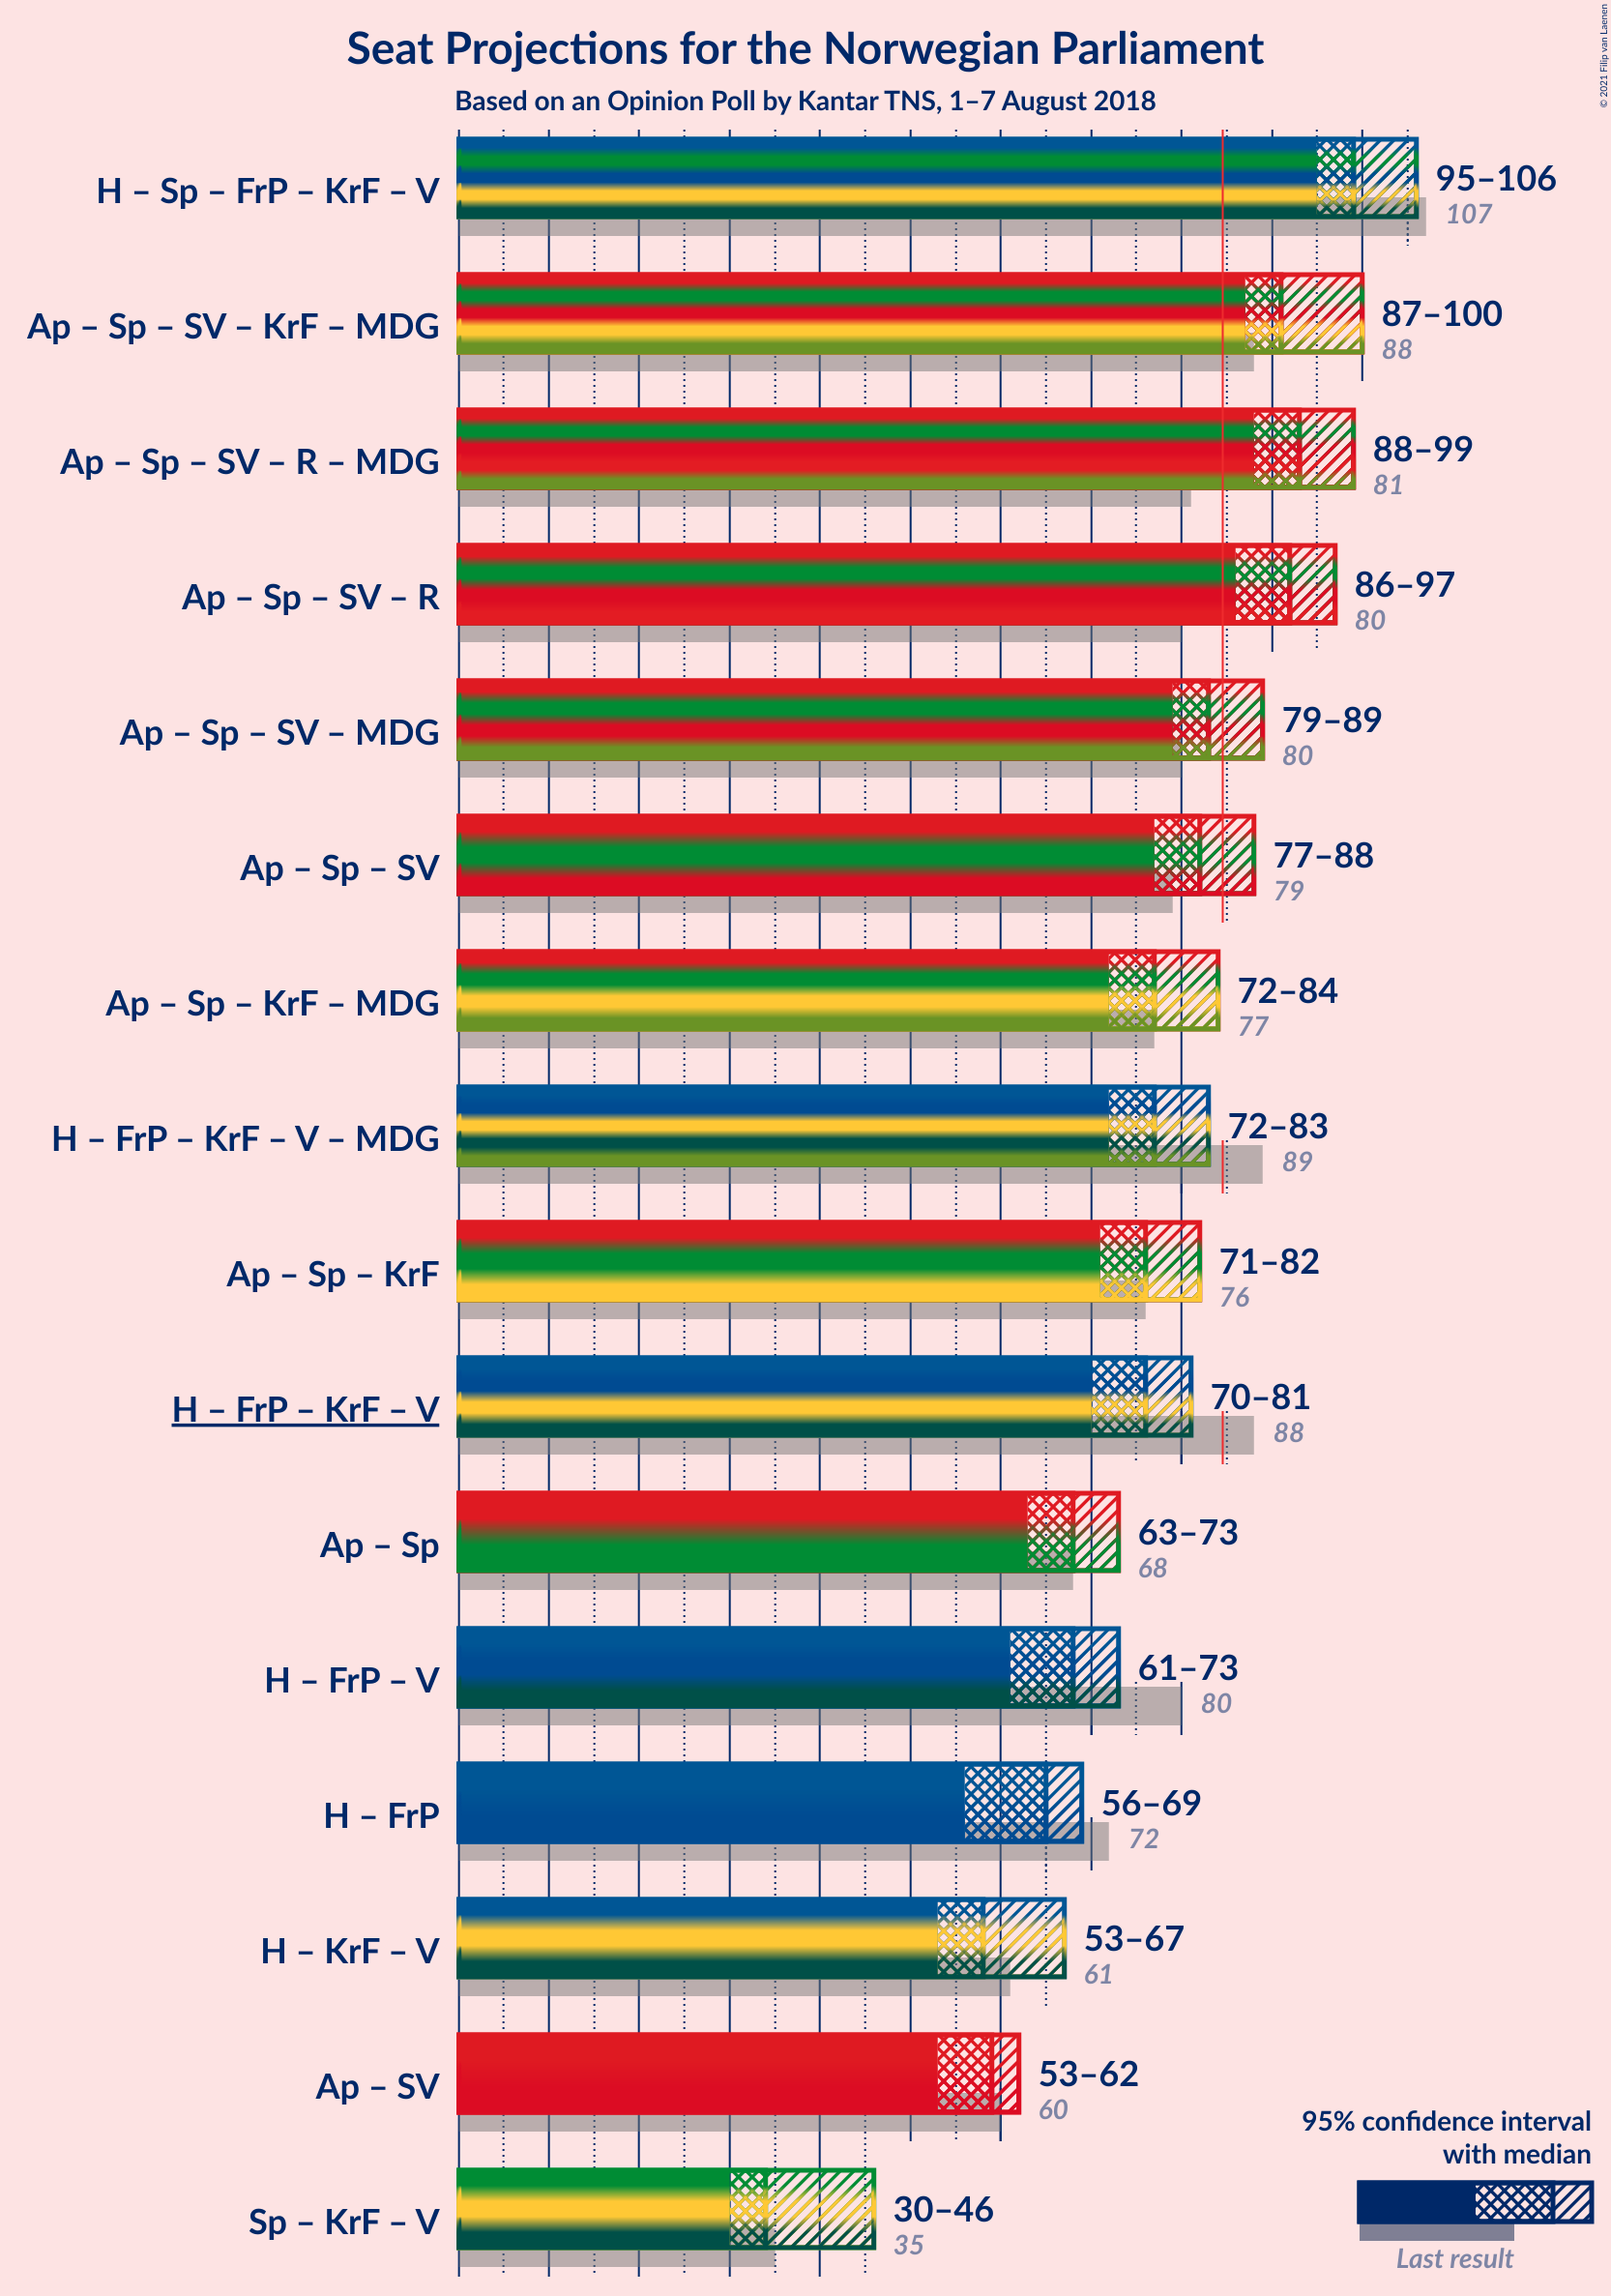 Seat Projections for the Norwegian Parliament
Based on an Opinion Poll by Kantar TNS, 1–7 August 2018
© 2021 Filip van Laenen
H – Sp – FrP – KrF – V
95–106
107
Ap – Sp – SV – KrF – MDG
87–100
88
Ap – Sp – SV – R – MDG
88–99
81
Ap – Sp – SV – R
86–97
80
Ap – Sp – SV – MDG
79–89
80
Ap – Sp – SV
77–88
79
Ap – Sp – KrF – MDG
72–84
77
H – FrP – KrF – V – MDG
72–83
89
Ap – Sp – KrF
71–82
76
H – FrP – KrF – V
70–81
88
Ap – Sp
63–73
68
H – FrP – V
61–73
80
H – FrP
56–69
72
H – KrF – V
53–67
61
Ap – SV
53–62
60
Sp – KrF – V
30–46
35
95% confidence interval
with median
Last result